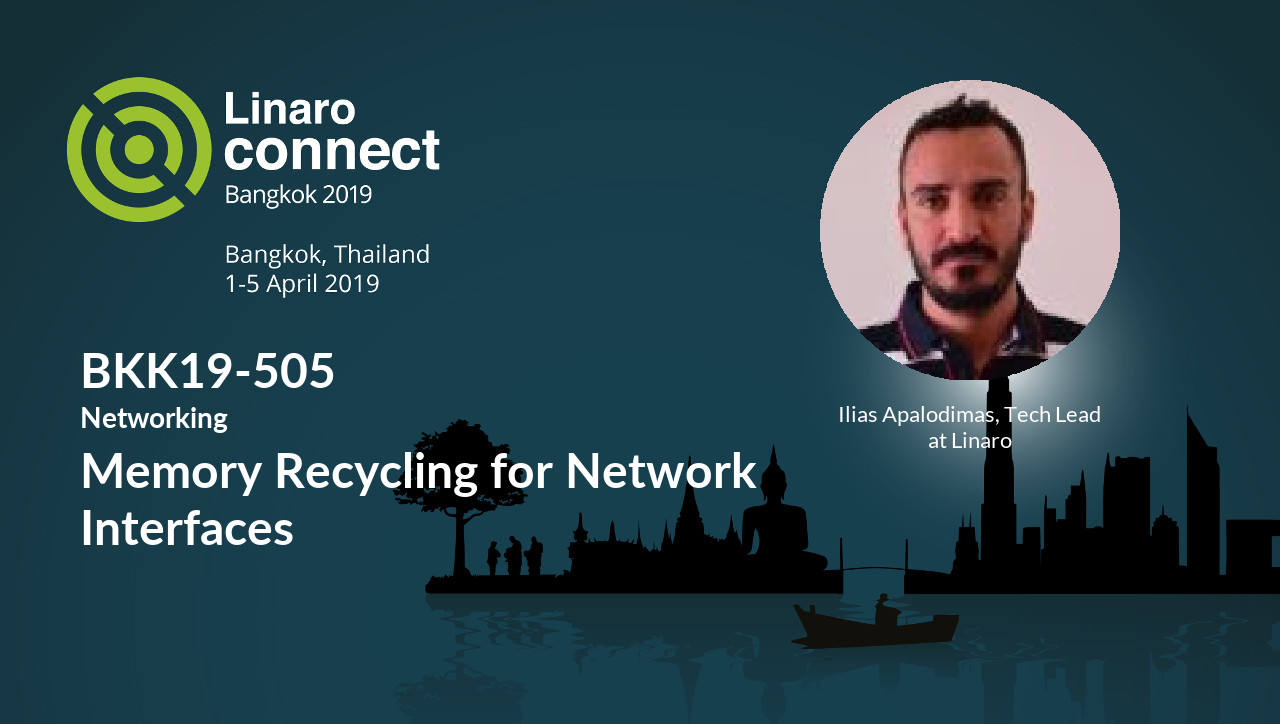 Linaro
connect
Bangkok 2019
Bangkok, Thailand
1-5 April 2019
BKK19-505
Networking
Memory Recycling for Network
Interfaces
Ilias Apalodimas, Tech Lead
at Linaro